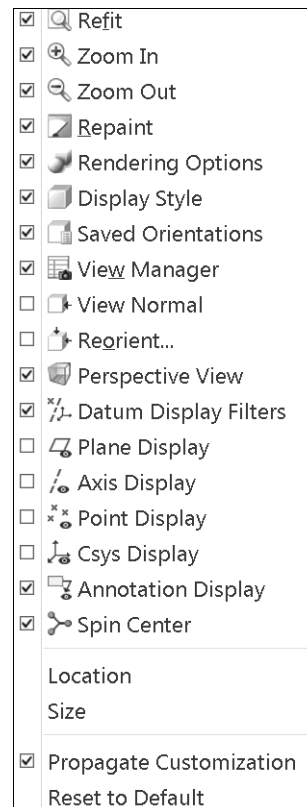 Refit
Zoom In
Zoom Out
Repaint
Rendering Options
Display Style
Saved Orientations
View Manager
View Normal
Reorient...
Perspective View
Datum Display Filters
Plane Display
Axis Display
Point Display
Csys Display
Annotation Display
Spin Center
Location
Size
Propagate Customization
Reset to Default